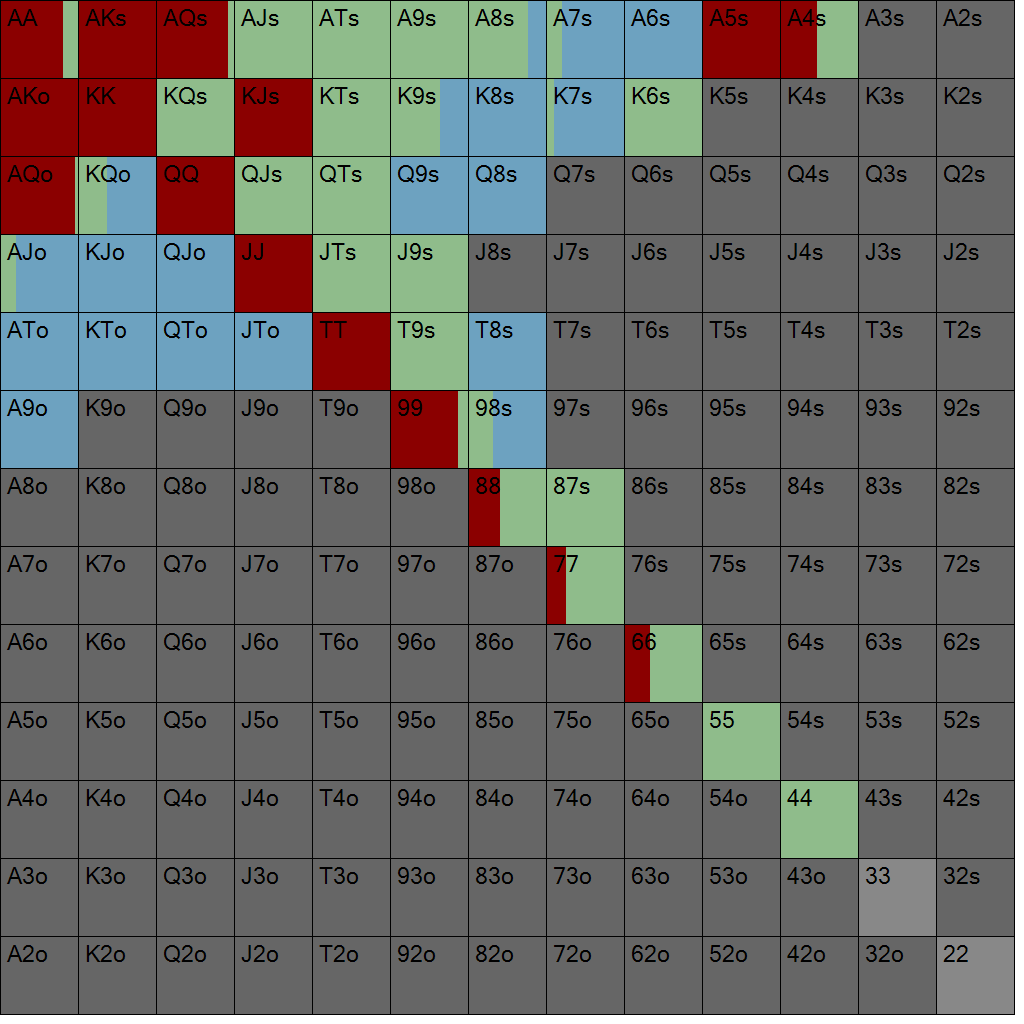 AA AKs AQs AJs ATs A9s A8s A7s A6s A5s A4s A3s A2s
AKo KK KQs KJs KTs K9s K8s K7s K6s K5s K4s K3s K2s
AQo KQo QQ QJs QTs Q9s Q8s Q7s Q6s Q5s Q4s Q3s Q2s
AJo KJo QJo JJ JTs J9s J8s J7s J6s J5s J4s J3s J2s
ATo KTo QTo JTo TT T9s T8s T7s T6s T5s T4s T3s T2s
A9o K9o Q9o J9o T9o 99 98s 97s 96s 95s 94s 93s 92s
A8o K8o Q8o J8o T8o 98o 88 87s 86s 85s 84s 83s 82s
A7o K7o Q7o J7o T7o 97o 87o 77 76s 75s 74s 73s 72s
A6o K6o Q6o J6o T6o 96o 86o 76o 66 65s 64s 63s 62s
A5o K5o Q5o J5o T5o 95o 85o 75o 65o 55 54s 53s 52s
A4o K4o Q4o J4o T4o 94o 84o 74o 64o 54o 44 43s 42s
A3o K3o Q3o J3o T3o 93o 83o 73o 63o 53o 43o 33 32s
A2o K2o Q2o J2o T2o 92o 82o 72o 62o 52o 42o 32o 22